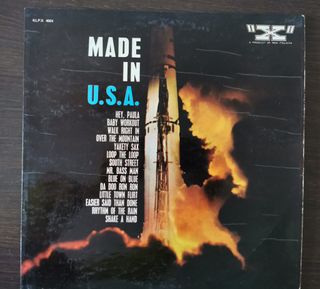 KLPX 4004
"X"
MADE
IN
U.S.A.
HEY, PAULA
BABY WORKOUT
WALK RIGHT IN
OVER THE MOUNTAIN
YAKETY SAX
LOOP THE LOOP
SOUTH STREET
MR. BASS MAN
BLUE ON BLUE
DA DOO RON RON
LITTLE TOWN FLIRT
EASIER SAID THAN DONE
RHYTHM OF THE RAIN
SHAKE A HAND